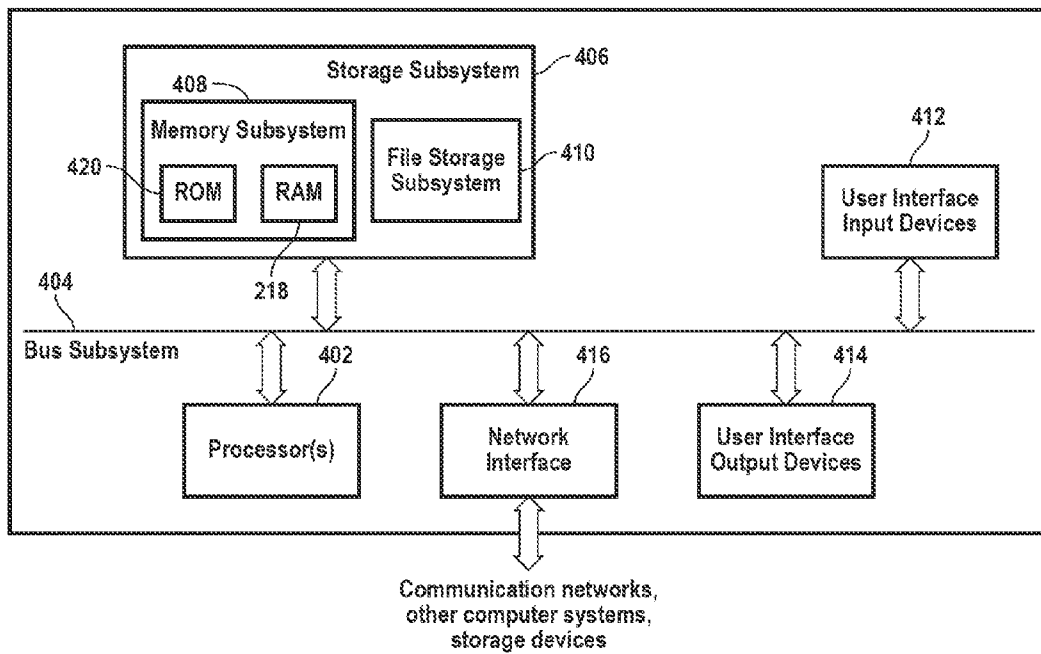 Storage Subsystem
406
408
Memory Subsystem
420
ROM
RAM
File Storage
Subsystem
410
412
User Interface
Input Devices
218
404
Bus Subsystem
402
416
414
Processor(s)
Network
Interface
User Interface
Output Devices
Communication networks,
other computer systems,
storage devices